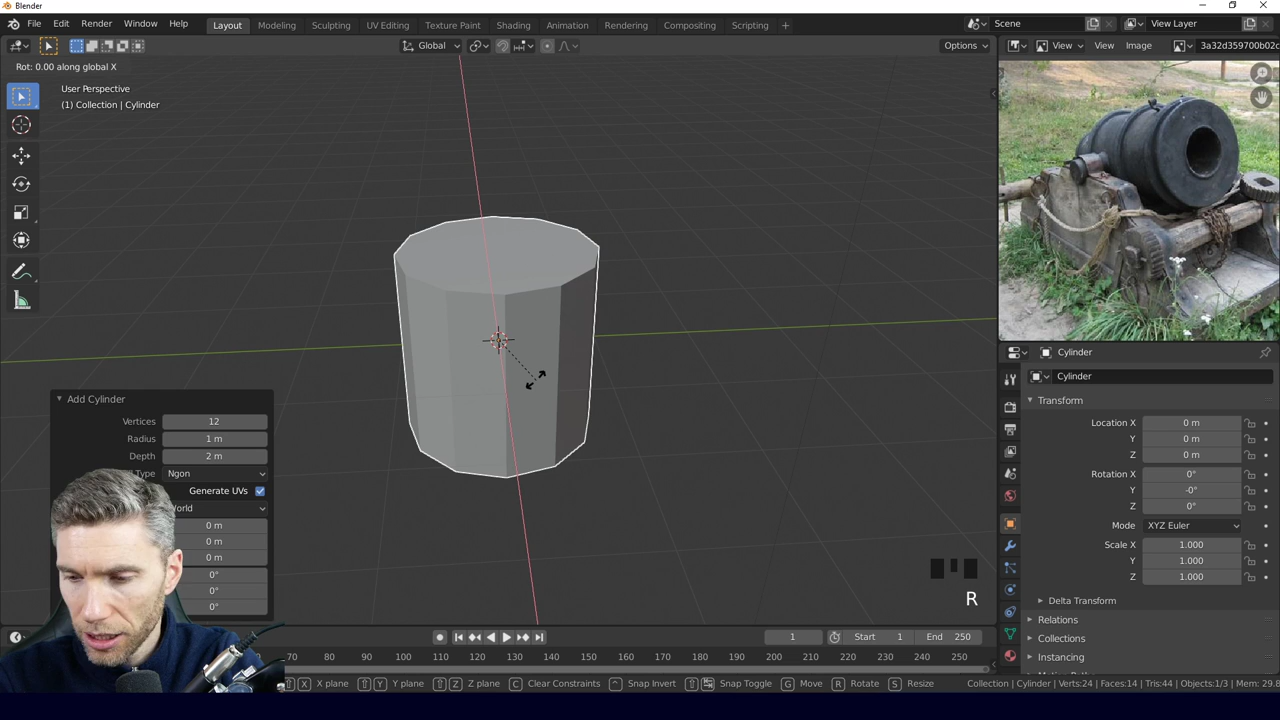 Blender
File Edit Render Window Help Layout Modeling Sculpting UV Editing Texture Paint Shading Animation Rendering Compositing Scripting + Scene View Layer
Global Options View View Image 3a32d359700b02c
Rot: 0.00 along global X
User Perspective
(1) Collection | Cylinder
Add Cylinder
Vertices 12
Radius 1 m
Depth 2 m
Type Ngon
Generate UVs
World
0 m
0 m
0 m
0°
0°
0°
R
Cylinder
Cylinder
Transform
Location X 0 m
Y 0 m
Z 0 m
Rotation X 0°
Y -0°
Z 0°
Mode XYZ Euler
Scale X 1.000
Y 1.000
Z 1.000
Delta Transform
Relations
Collections
Instancing
1 Start 1 End 250
70 80 90 100 110 120 130 140 150 160 170 180 190 200 210 220 230 240 250
X X plane Y Y plane Z Z plane C Clear Constraints Snap Invert Snap Toggle G Move R Rotate S Resize Collection | Cylinder | Verts:24 | Faces:14 | Tris:44 | Objects:1/3 | Mem: 29.8